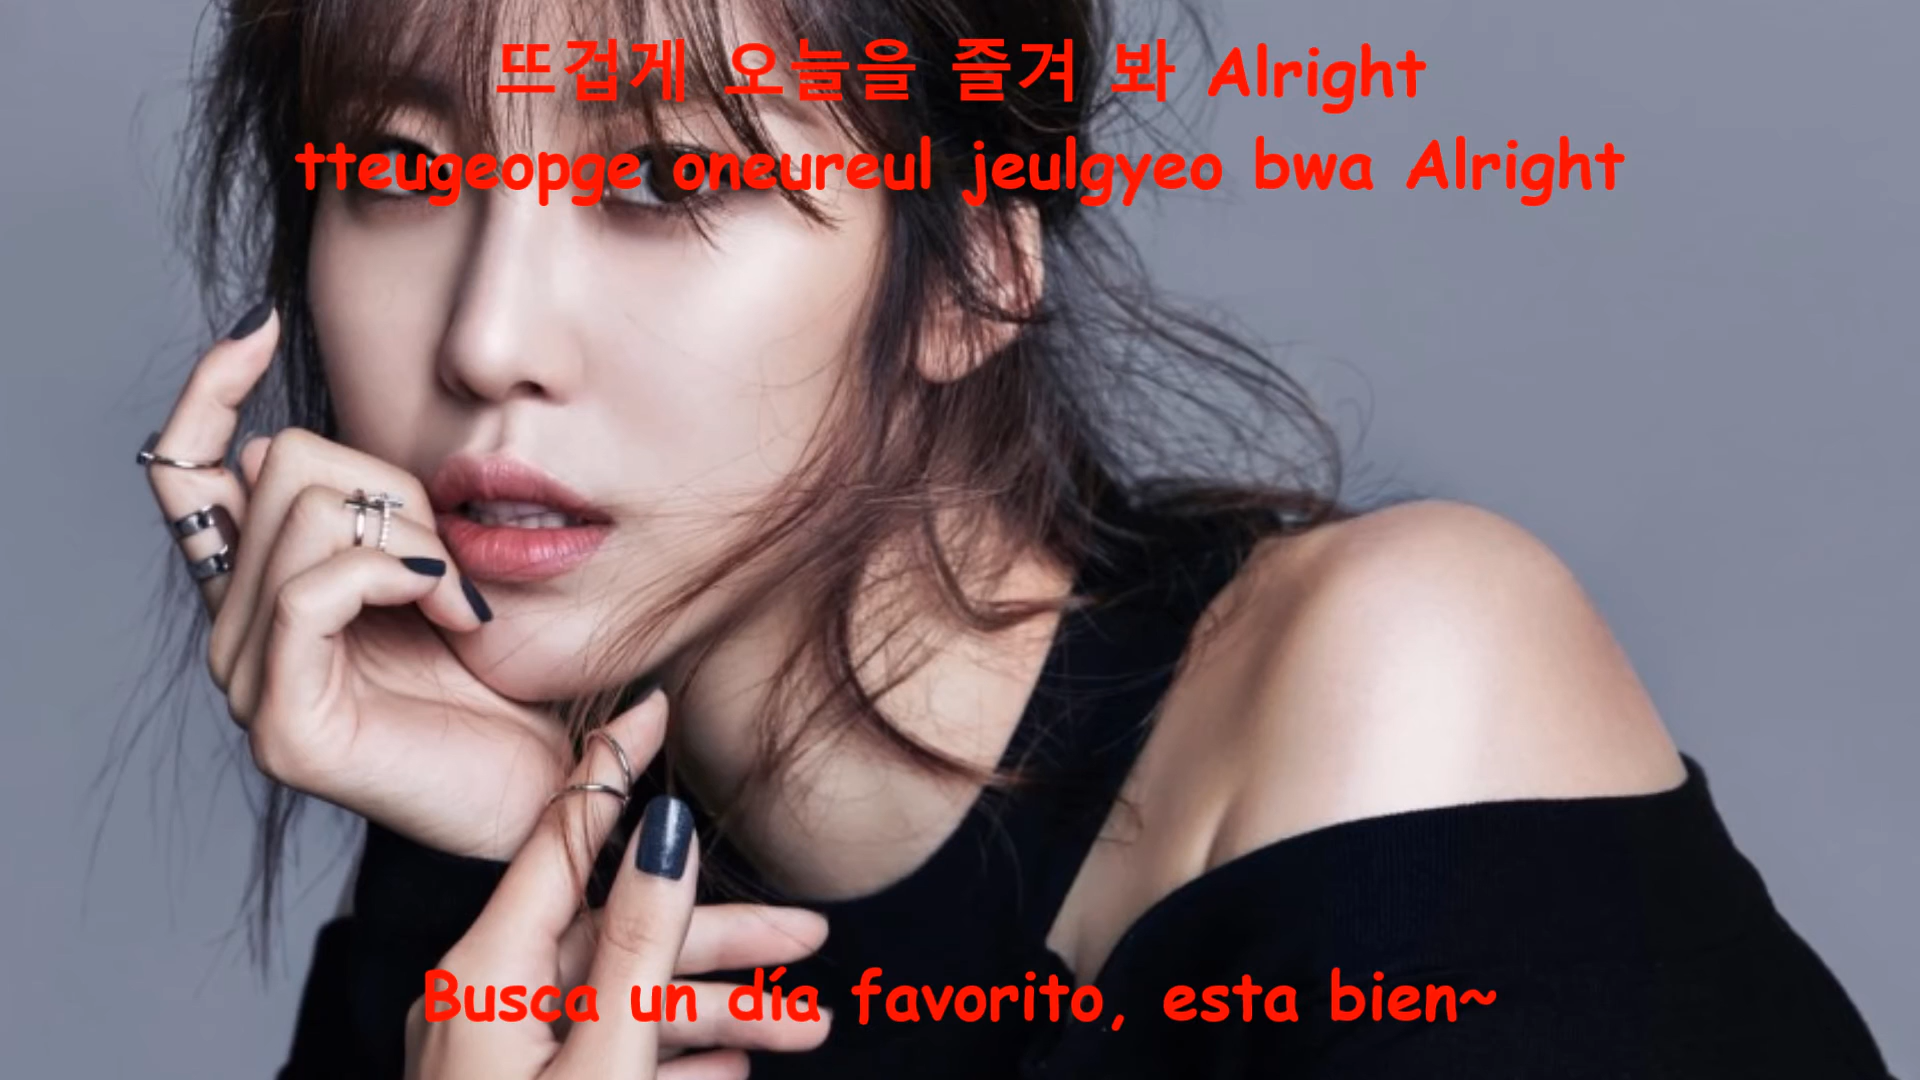 뜨겁게 오늘을 줄겨 봐 Alright
tteugeopge oneureul jeulgyeo bwa Alright
Busca un día favorito, esta bien~